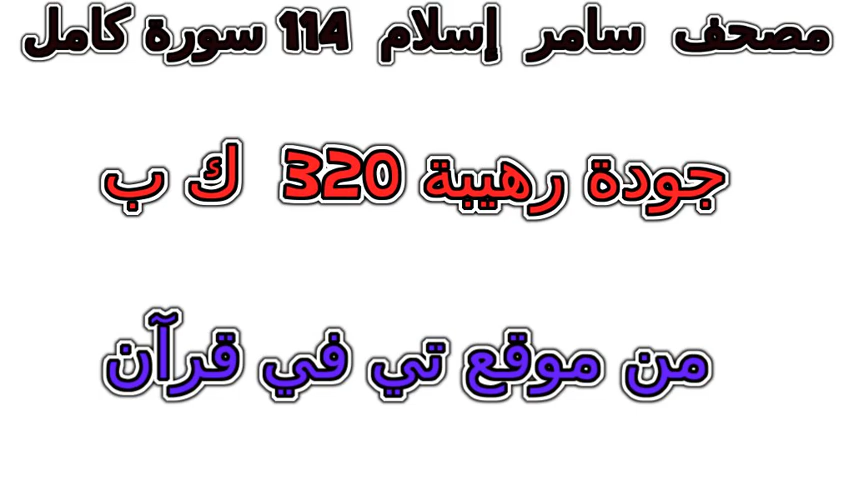 مصحف سامر إسلام 114 سورة كامل
جودة رهيبة 320 ك ب
من موقع تي في قرآن